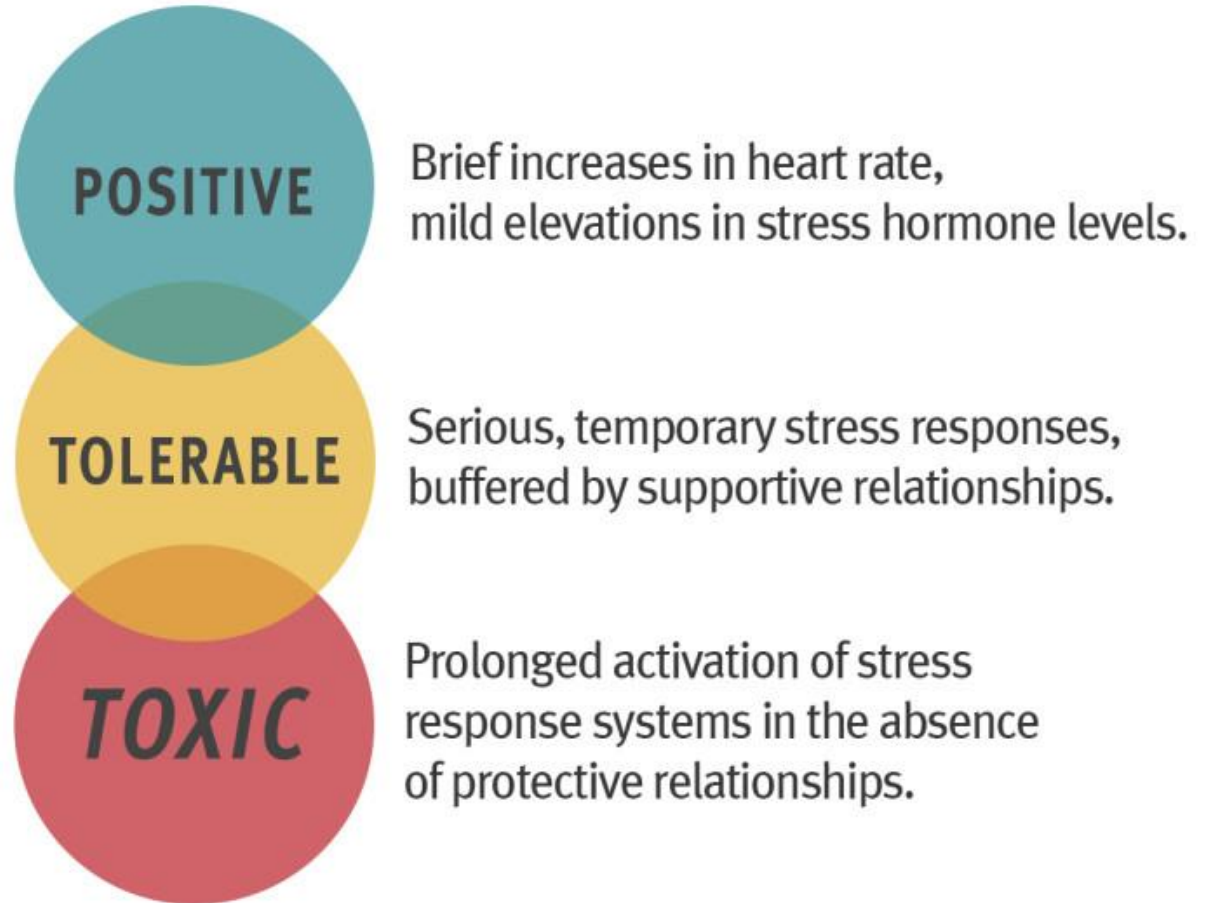 POSITIVE
Brief increases in heart rate,
mild elevations in stress hormone levels.
TOLERABLE
Serious, temporary stress responses,
buffered by supportive relationships.
TOXIC
Prolonged activation of stress
response systems in the absence
of protective relationships.